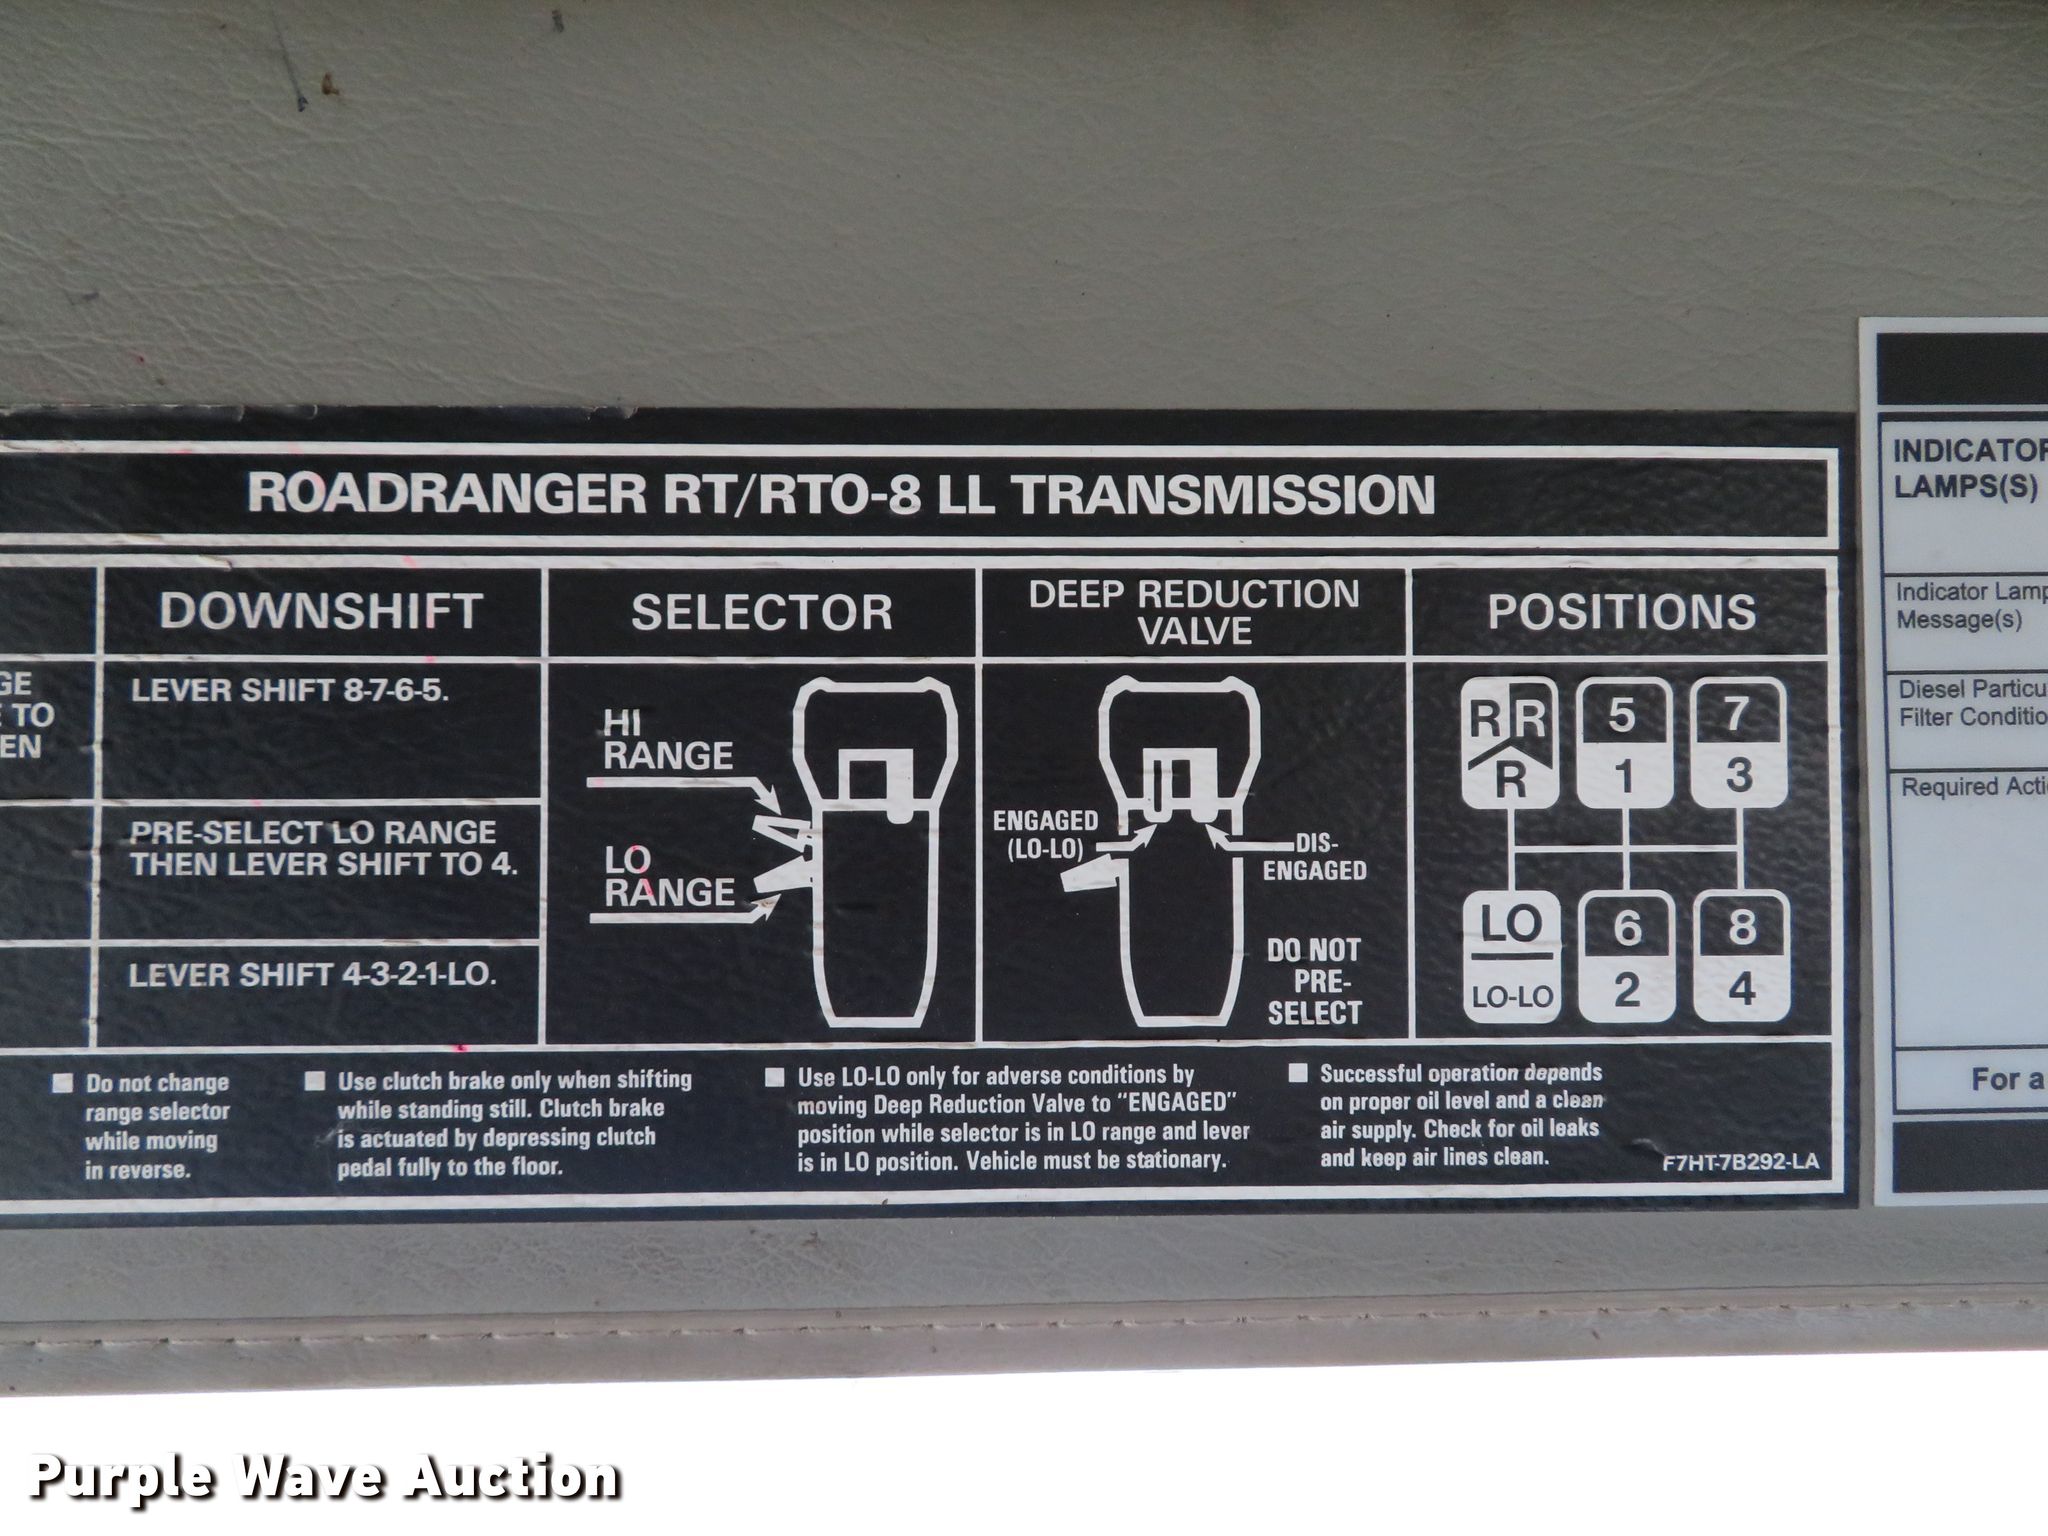 ROADRANGER RT/RTO-8 LL TRANSMISSION
GE
TO
EN
DOWNSHIFT
LEVER SHIFT 8-7-6-5.
PRE-SELECT LO RANGE
THEN LEVER SHIFT TO 4.
LEVER SHIFT 4-3-2-1-LO.
SELECTOR
HI
RANGE
LO
RANGE
DEEP REDUCTION
VALVE
ENGAGED
(LO-LO)
DIS-
ENGAGED
DO NOT
PRE-
SELECT
POSITIONS
R R 5 7
R 1 3
LO 6 8
LO-LO 2 4
Do not change
range selector
while moving
in reverse.
Use clutch brake only when shifting
while standing still. Clutch brake
is actuated by depressing clutch
pedal fully to the floor.
Use LO-LO only for adverse conditions by
moving Deep Reduction Valve to "ENGAGED"
position while selector is in LO range and lever
is in LO position. Vehicle must be stationary.
Successful operation depends
on proper oil level and a clean
air supply. Check for oil leaks
and keep air lines clean.
F7HT-7B292-LA
INDICATOR
LAMPS(S)
Indicator Lamp
Message(s)
Diesel Particu
Filter Conditio
Required Acti
For a
Purple Wave Auction